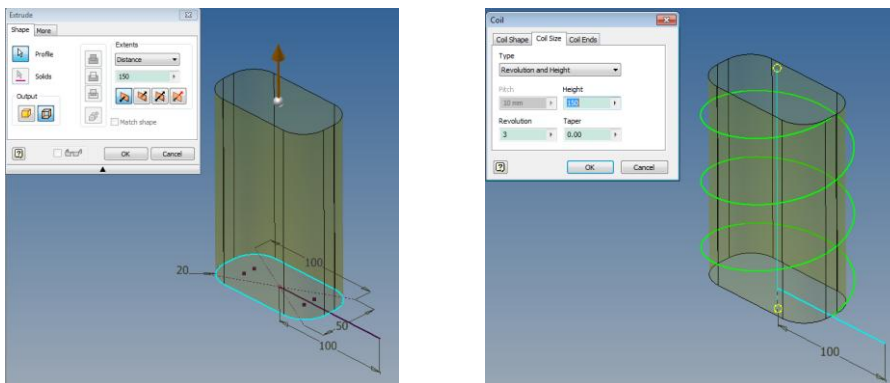 Extrude
Shape More
Profile
Solids
Output
Extents
Distance
150
Match shape
OK Cancel
100
20
50
100
Coil
Coil Shape Coil Size Coil Ends
Type
Revolution and Height
Pitch Height
10 mm 150
Revolution Taper
3 0.00
OK Cancel
100